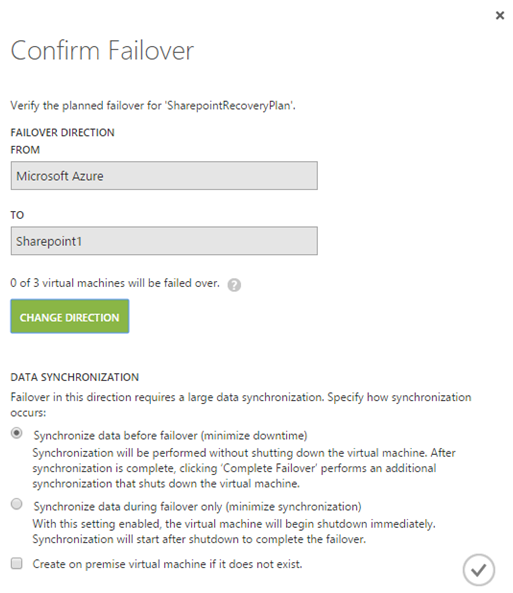 Confirm Failover
Verify the planned failover for 'SharepointRecoveryPlan'.
FAILOVER DIRECTION
FROM
Microsoft Azure
TO
Sharepoint1
0 of 3 virtual machines will be failed over. ?
CHANGE DIRECTION
DATA SYNCHRONIZATION
Failover in this direction requires a large data synchronization. Specify how synchronization
occurs:
Synchronize data before failover (minimize downtime)
Synchronization will be performed without shutting down the virtual machine. After
synchronization is complete, clicking 'Complete Failover' performs an additional
synchronization that shuts down the virtual machine.
Synchronize data during failover only (minimize synchronization)
With this setting enabled, the virtual machine will begin shutdown immediately.
Synchronization will start after shutdown to complete the failover.
Create on premise virtual machine if it does not exist.